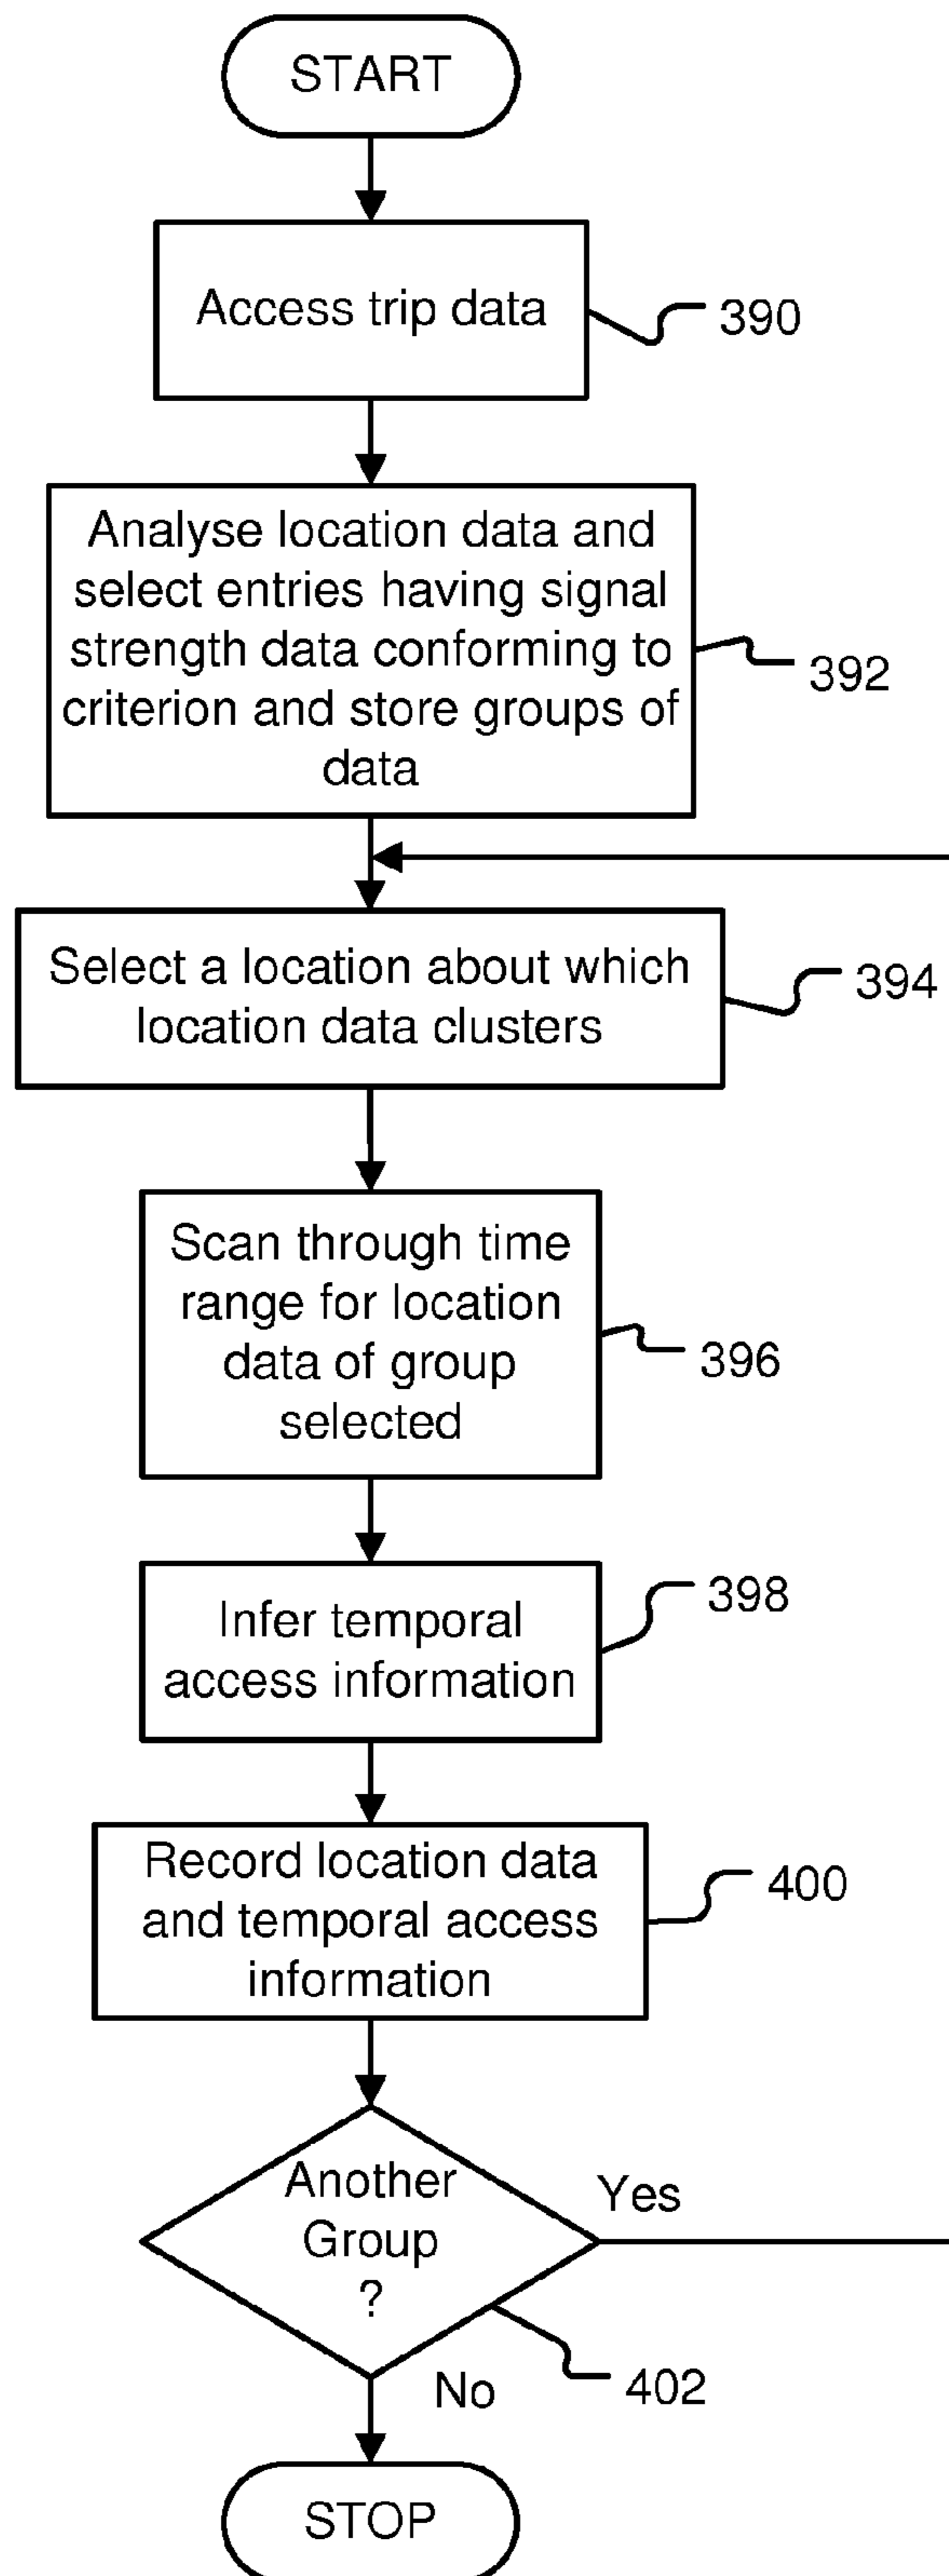 START
Access trip data
390
Analyse location data and
select entries having signal
strength data conforming to
criterion and store groups of
data
392
Select a location about which
location data clusters
394
Scan through time
range for location
data of group
selected
396
Infer temporal
access information
398
Record location data
and temporal access
information
400
Another
Group
?
Yes
402
No
STOP